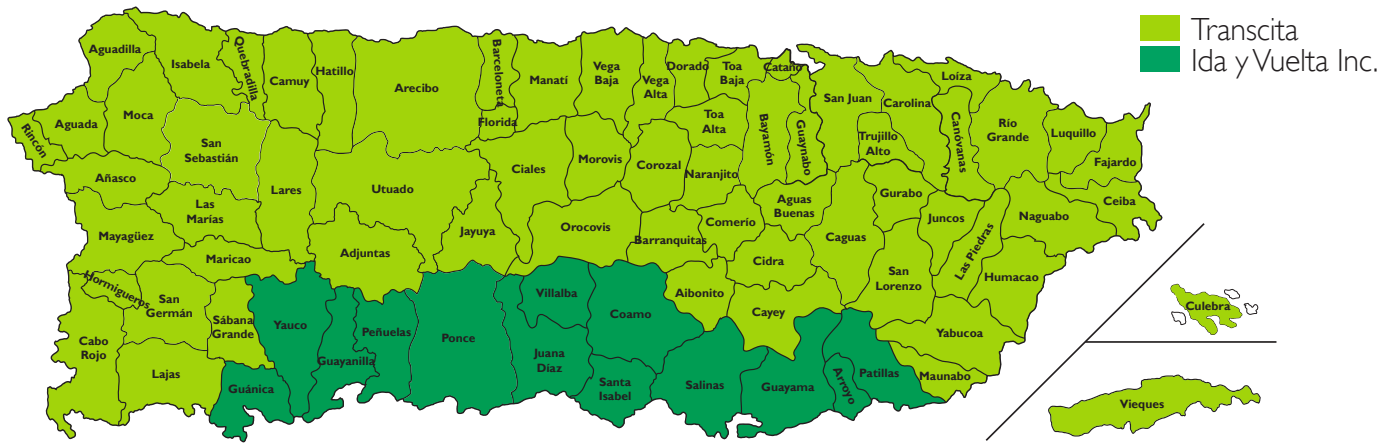 Transcita
Ida y Vuelta Inc.
Aguadilla
Isabela
Quebradilla
Camuy
Hatillo
Arecibo
Barceloneta
Manatí
Vega
Baja
Vega
Alta
Dorado
Toa
Baja
Cataño
San Juan
Carolina
Loíza
Rincón
Aguada
Moca
San
Sebastián
Florida
Toa
Alta
Bayamón
Guaynabo
Trujillo
Alto
Canóvanas
Río
Grande
Luquillo
Fajardo
Añasco
Las
Marías
Lares
Utuado
Ciales
Morovis
Corozal
Naranjito
Aguas
Buenas
Gurabo
Ceiba
Mayagüez
Maricao
Adjuntas
Jayuya
Orocovis
Barranquitas
Comerío
Caguas
Juncos
Las Piedras
Naguabo
Hormigueros
San
Germán
Sábana
Grande
Cidra
Aibonito
Cayey
San
Lorenzo
Humacao
Culebra
Cabo
Rojo
Lajas
Yauco
Guayanilla
Peñuelas
Ponce
Villalba
Coamo
Yabucoa
Guánica
Juana
Díaz
Santa
Isabel
Salinas
Guayama
Arroyo
Patillas
Maunabo
Vieques